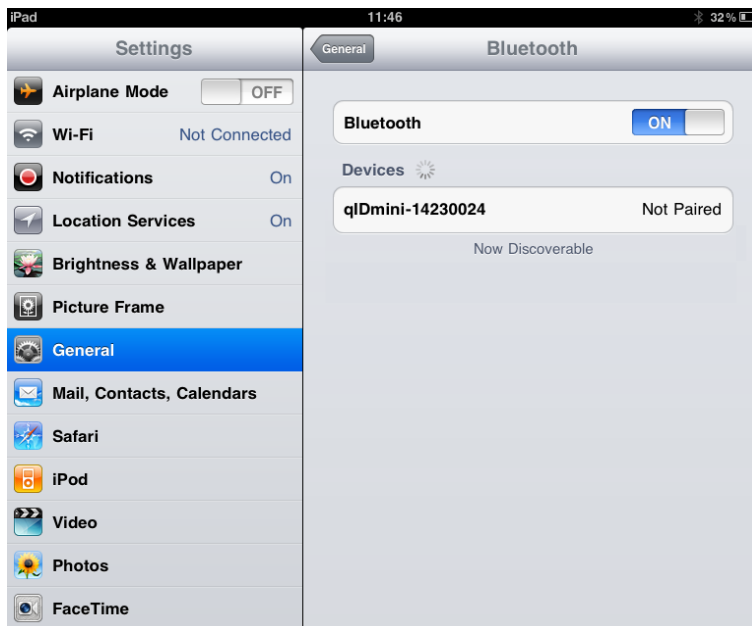 iPad 11:46 32%
Settings
Airplane Mode OFF
Wi-Fi Not Connected
Notifications On
Location Services On
Brightness & Wallpaper
Picture Frame
General
Mail, Contacts, Calendars
Safari
iPod
Video
Photos
FaceTime
General Bluetooth
Bluetooth ON
Devices
qIDmini-14230024 Not Paired
Now Discoverable